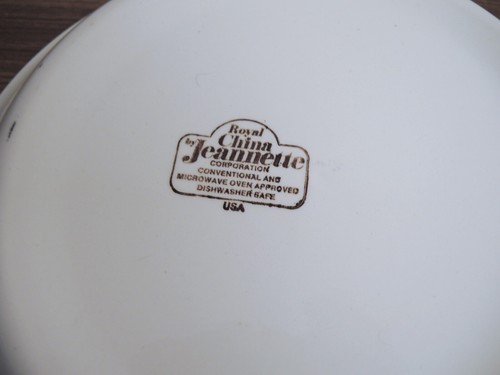 Royal
China
by Jeannette
CORPORATION
CONVENTIONAL AND
MICROWAVE OVEN APPROVED
DISHWASHER SAFE
USA